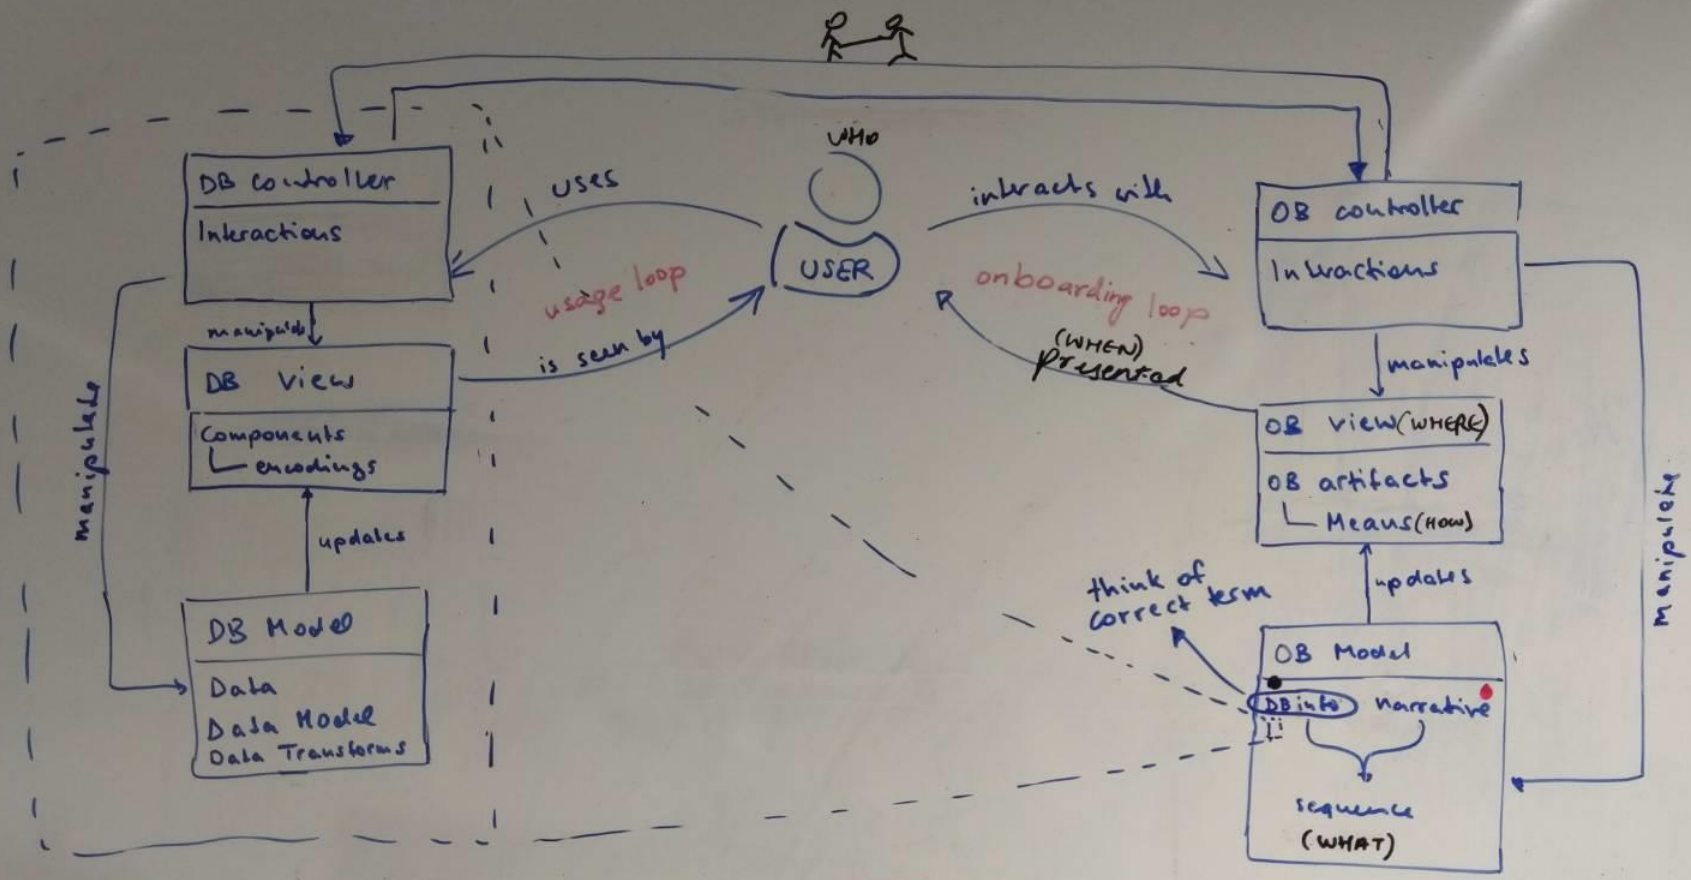 WHO
USER
uses
usage loop
is seen by
interacts with
onboarding loop
(WHEN)
presented
DB controller
Interactions
manipulate
DB view
Components
encodings
updates
DB Model
Data
Data Model
Data Transforms
manipulate
OB controller
Interactions
manipulates
OB view (WHERE)
OB artifacts
Means (HOW)
updates
OB Model
DB info narrative
sequence
(WHAT)
think of
correct term
manipulate